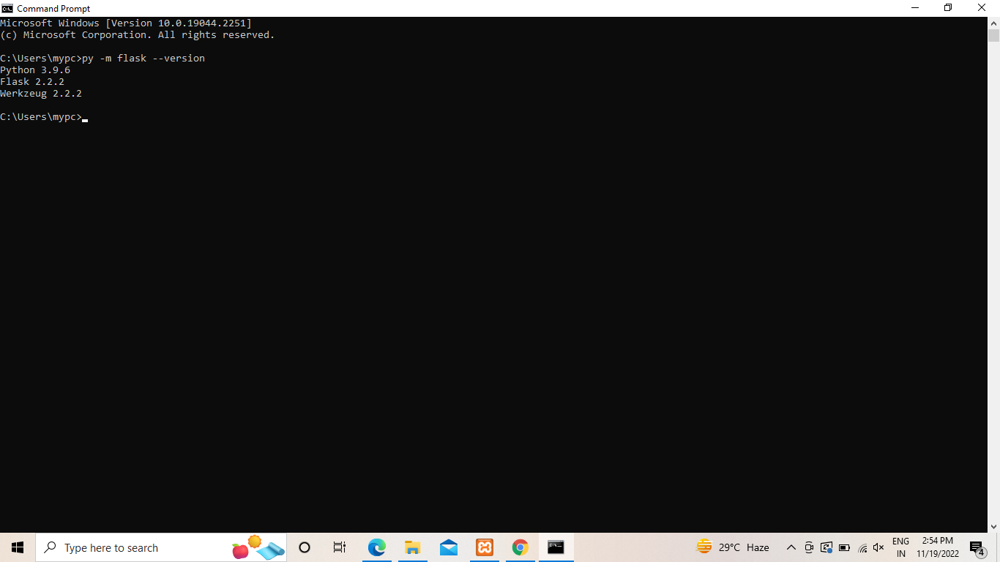 Command Prompt
Microsoft Windows [Version 10.0.19044.2251]
(c) Microsoft Corporation. All rights reserved.
C:\Users\mypc>py -m flask --version
Python 3.9.6
Flask 2.2.2
Werkzeug 2.2.2
C:\Users\mypc>
Type here to search
29°C Haze
ENG
IN
2:54 PM
11/19/2022
4